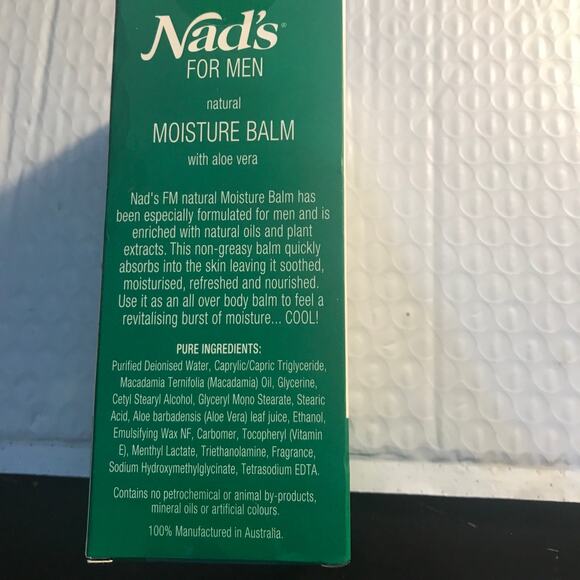 Nad's®
FOR MEN
natural
MOISTURE BALM
with aloe vera
Nad's FM natural Moisture Balm has
been especially formulated for men and is
enriched with natural oils and plant
extracts. This non-greasy balm quickly
absorbs into the skin leaving it soothed,
moisturised, refreshed and nourished.
Use it as an all over body balm to feel a
revitalising burst of moisture... COOL!
PURE INGREDIENTS:
Purified Deionised Water, Caprylic/Capric Triglyceride,
Macadamia Ternifolia (Macadamia) Oil, Glycerine,
Cetyl Stearyl Alcohol, Glyceryl Mono Stearate, Stearic
Acid, Aloe barbadensis (Aloe Vera) leaf juice, Ethanol,
Emulsifying Wax NF, Carbomer, Tocopheryl (Vitamin
E), Menthyl Lactate, Triethanolamine, Fragrance,
Sodium Hydroxymethylglycinate, Tetrasodium EDTA.
Contains no petrochemical or animal by-products,
mineral oils or artificial colours.
100% Manufactured in Australia.